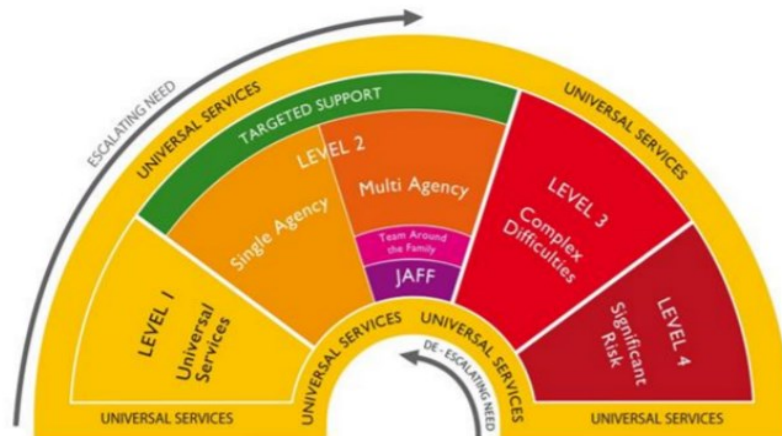 ESCALATING NEED
UNIVERSAL SERVICES
UNIVERSAL SERVICES
TARGETED SUPPORT
LEVEL 2
Single Agency
Multi Agency
Team Around
the Family
JAFF
LEVEL 1
Universal
Services
LEVEL 3
Complex
Difficulties
LEVEL 4
Significant
Risk
UNIVERSAL SERVICES
UNIVERSAL SERVICES
DE - ESCALATING NEED
UNIVERSAL SERVICES
UNIVERSAL SERVICES